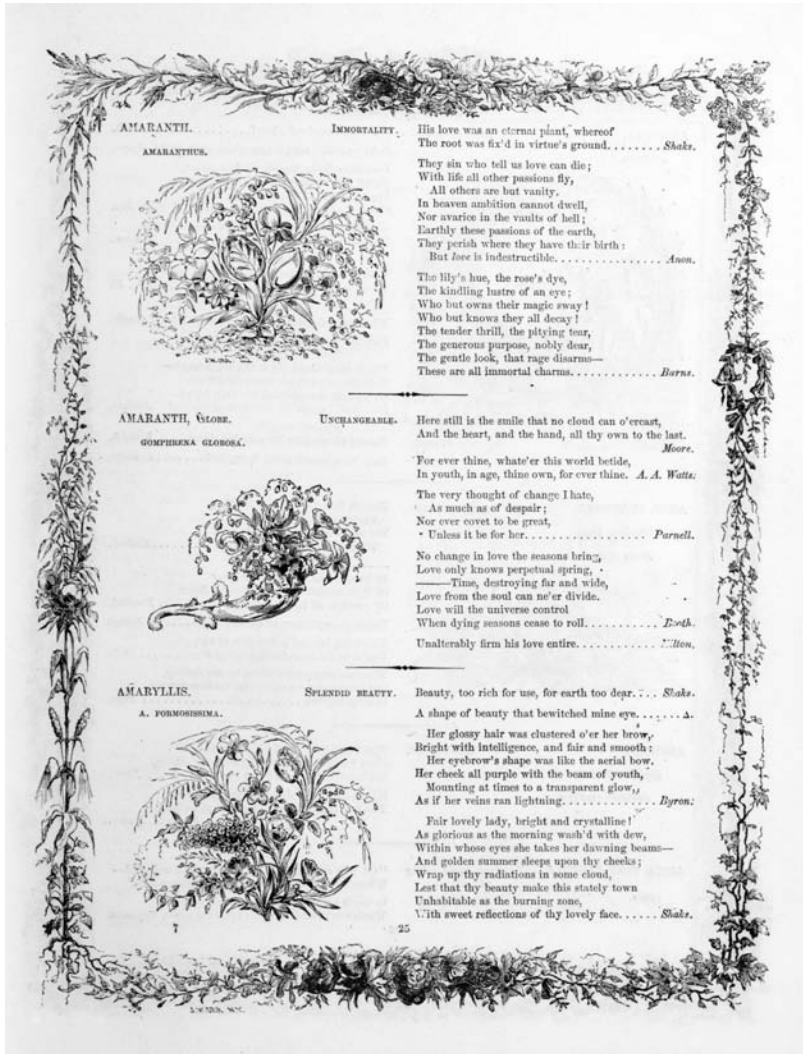 AMARANTH. IMMORTALITY.
AMARANTHUS.
His love was an eternal plant, whereof
The root was fix'd in virtue's ground........ Shaks.
They sin who tell us love can die;
With life all other passions fly,
All others are but vanity.
In heaven ambition cannot dwell,
Nor avarice in the vaults of hell;
Earthly these passions of the earth,
They perish where they have their birth:
But love is indestructible................ Anon.
The lily's hue, the rose's dye,
The kindling lustre of an eye;
Who but owns their magic sway!
Who but knows they all decay!
The tender thrill, the pitying tear,
The generous purpose, nobly dear,
The gentle look, that rage disarms—
These are all immortal charms............. Burns.
AMARANTH, GLOBE. UNCHANGEABLE.
GOMPHRENA GLOBOSA.
Here still is the smile that no cloud can o'ercast,
And the heart, and the hand, all thy own to the last.
Moore.
For ever thine, whate'er this world betide,
In youth, in age, thine own, for ever thine. A. A. Watts.
The very thought of change I hate,
As much as of despair;
Nor ever covet to be great,
Unless it be for her.................. Parnell.
No change in love the seasons bring,
Love only knows perpetual spring,
——Time, destroying far and wide,
Love from the soul can ne'er divide.
Love will the universe control
When dying seasons cease to roll.......... Booth.
Unalterably firm his love entire............ Milton.
AMARYLLIS. SPLENDID BEAUTY.
A. FORMOSISSIMA.
Beauty, too rich for use, for earth too dear..... Shaks.
A shape of beauty that bewitched mine eye....... A.
Her glossy hair was clustered o'er her brow,
Bright with intelligence, and fair and smooth:
Her eyebrow's shape was like the aerial bow.
Her cheek all purple with the beam of youth,
Mounting at times to a transparent glow,
As if her veins ran lightning............. Byron.
Fair lovely lady, bright and crystalline!
As glorious as the morning wash'd with dew,
Within whose eyes she takes her dawning beams—
And golden summer sleeps upon thy cheeks;
Wrap up thy radiations in some cloud,
Lest that thy beauty make this stately town
Unhabitable as the burning zone,
With sweet reflections of thy lovely face...... Shaks.
7 25
J.W. ORR. N.Y.